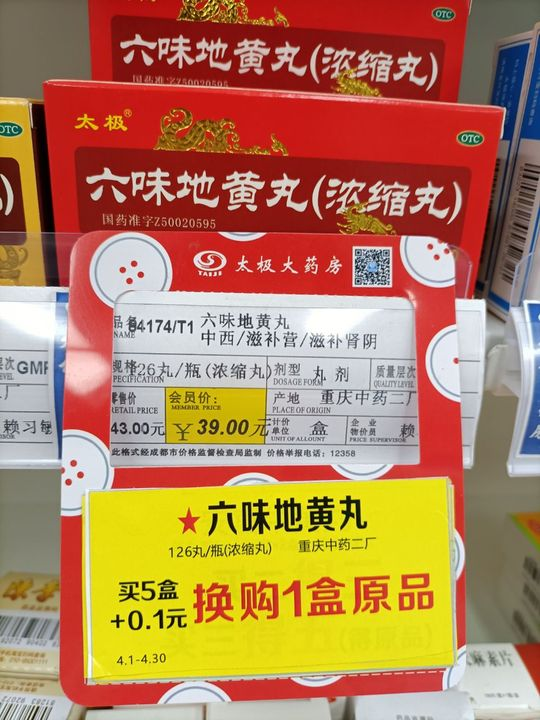 OTC
六味地黄丸(浓缩丸)
国药准字Z50020595
太极®
OTC
OTC
六味地黄丸(浓缩丸)
国药准字Z50020595
TAIJI
太极大药房
品名 84174/T1 六味地黄丸
NAME
中西/滋补营/滋补肾阴
规格 126丸/瓶(浓缩丸) 剂型 丸剂 质量层次
SPECIFICATION DOSAGE FORM QUALITY LEVEL
零售价 会员价: 产地 重庆中药二厂
RETAIL PRICE MEMBER PRICE PLACE OF ORIGIN
43.00元 ¥39.00元 计价单位 盒 企业物价员 赖
UNIT OF ALLOUNT PRICE SUPERVISOR
此格式经成都市价格监督检查局监制 价格举报电话:12358
层次 GMP
LEVEL
赖习敏
★六味地黄丸
126丸/瓶(浓缩丸) 重庆中药二厂
买5盒
+0.1元
换购1盒原品
4.1-4.30
麻素片